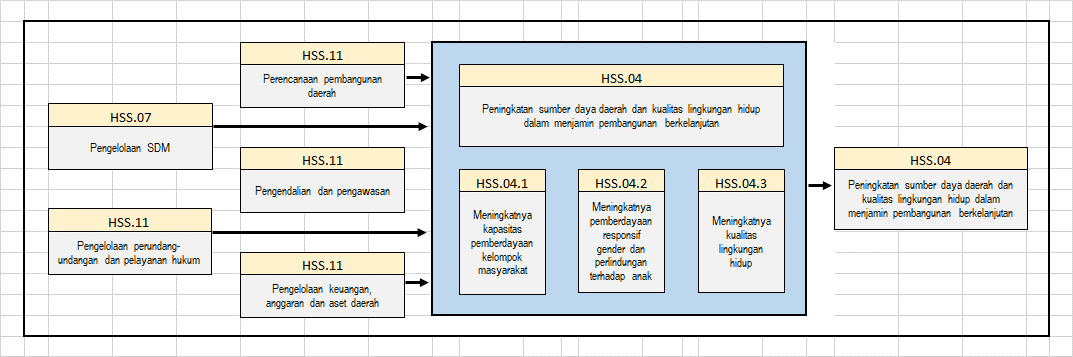 HSS.07
Pengelolaan SDM
HSS.11
Pengelolaan perundang-
undangan dan pelayanan hukum
HSS.11
Perencanaan pembangunan
daerah
HSS.11
Pengendalian dan pengawasan
HSS.11
Pengelolaan keuangan,
anggaran dan aset daerah
HSS.04
Peningkatan sumber daya daerah dan kualitas lingkungan hidup
dalam menjamin pembangunan berkelanjutan
HSS.04.1
Meningkatnya
kapasitas
pemberdayaan
kelompok
masyarakat
HSS.04.2
Meningkatnya
pemberdayaan
responsif
gender dan
perlindungan
terhadap anak
HSS.04.3
Meningkatnya
kualitas
lingkungan
hidup
HSS.04
Peningkatan sumber daya daerah dan
kualitas lingkungan hidup dalam
menjamin pembangunan berkelanjutan